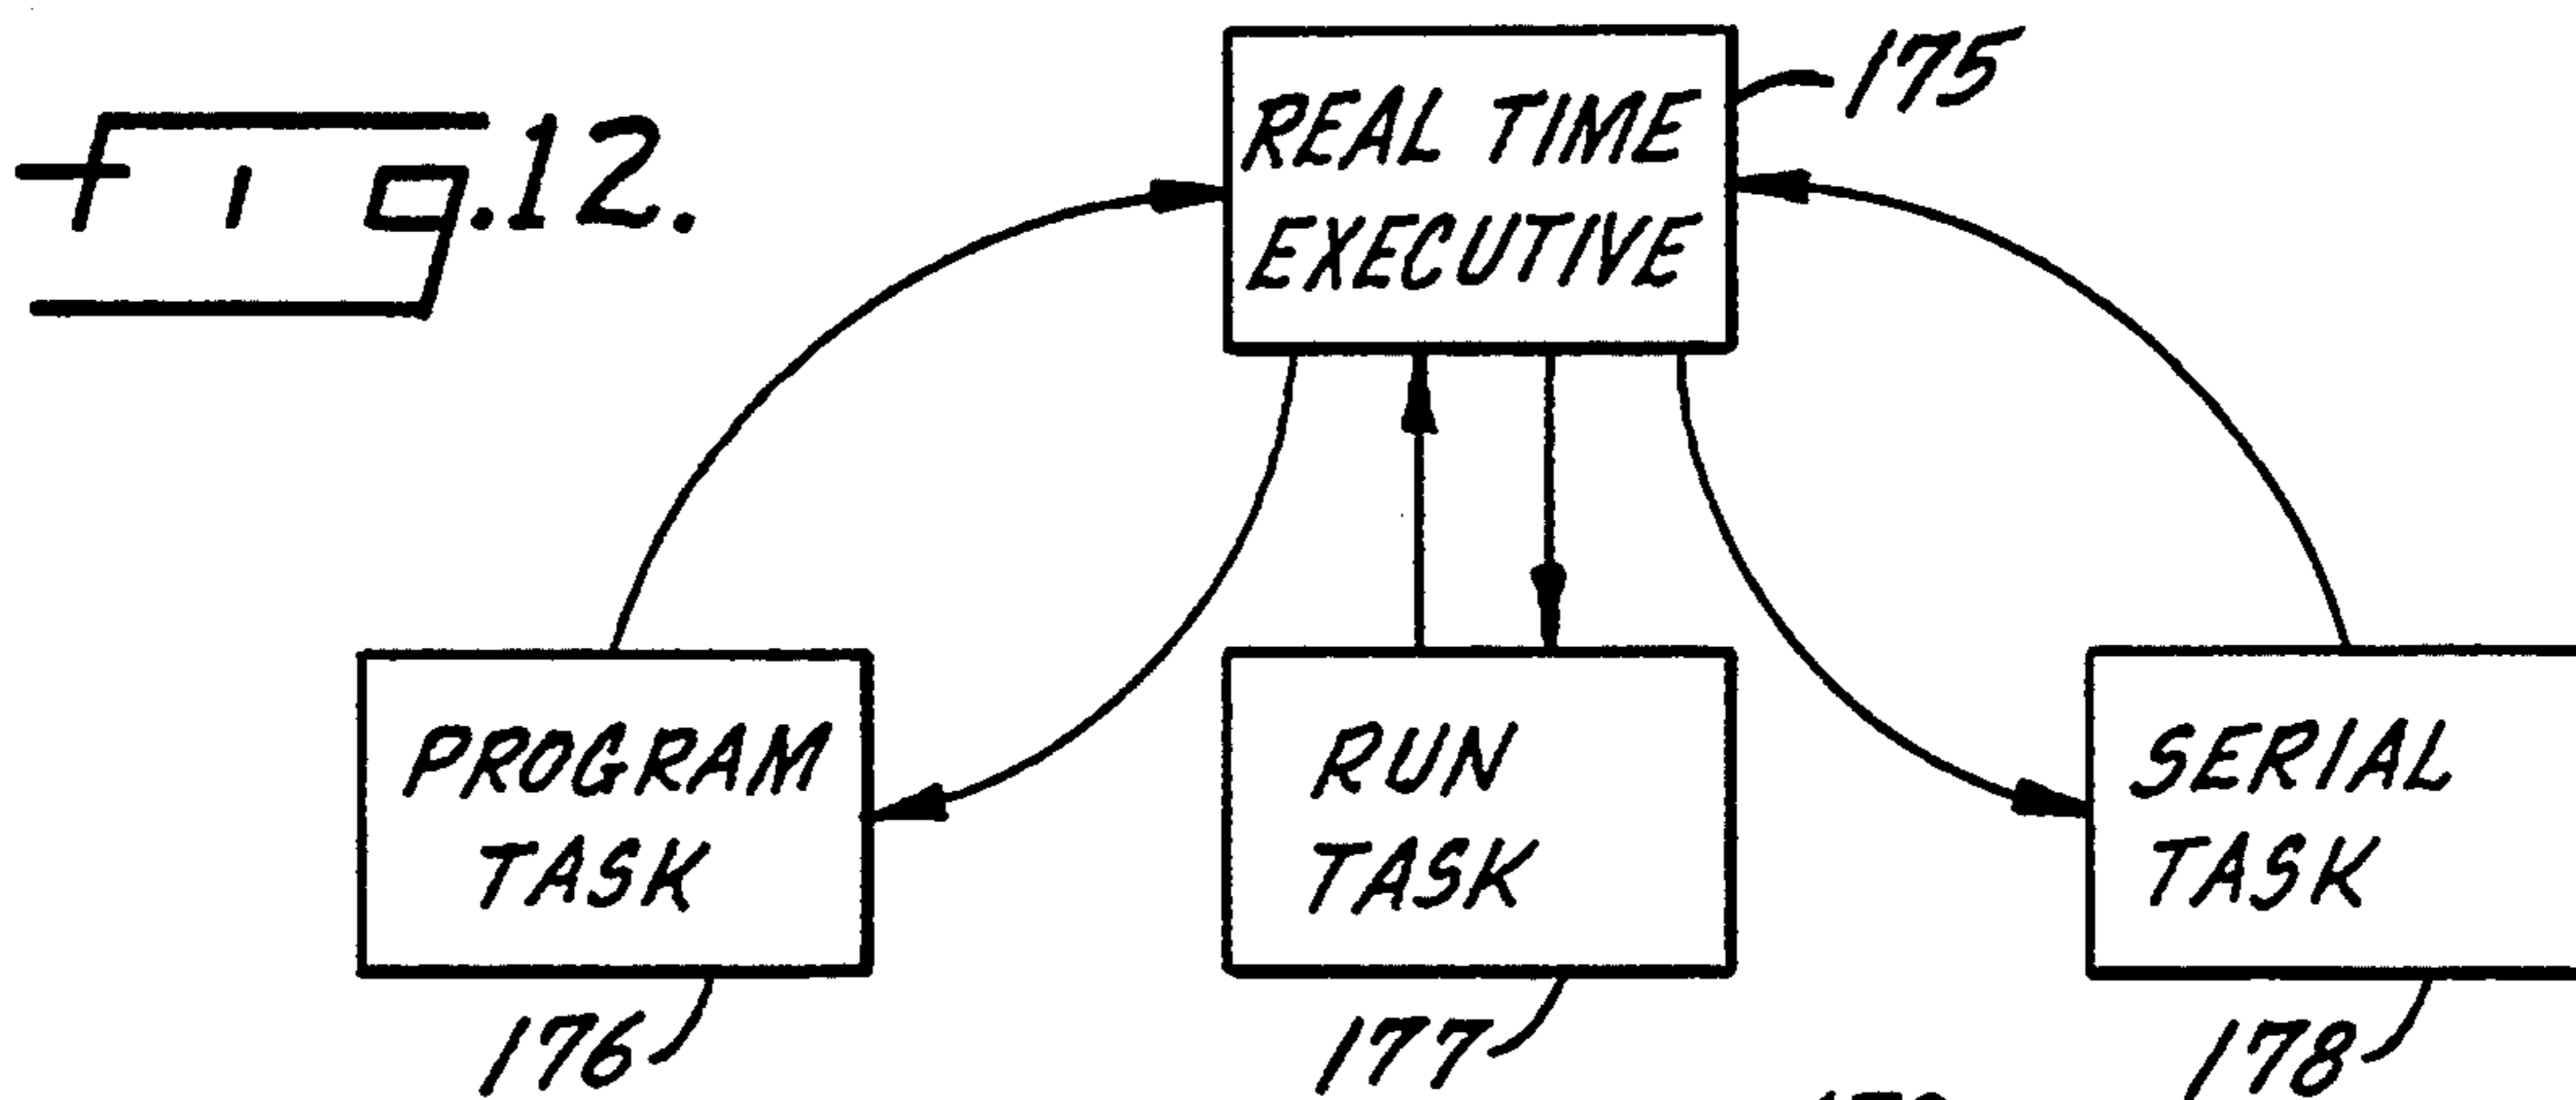 Fig.12.
REAL TIME
EXECUTIVE
175
PROGRAM
TASK
RUN
TASK
SERIAL
TASK
176
177
178